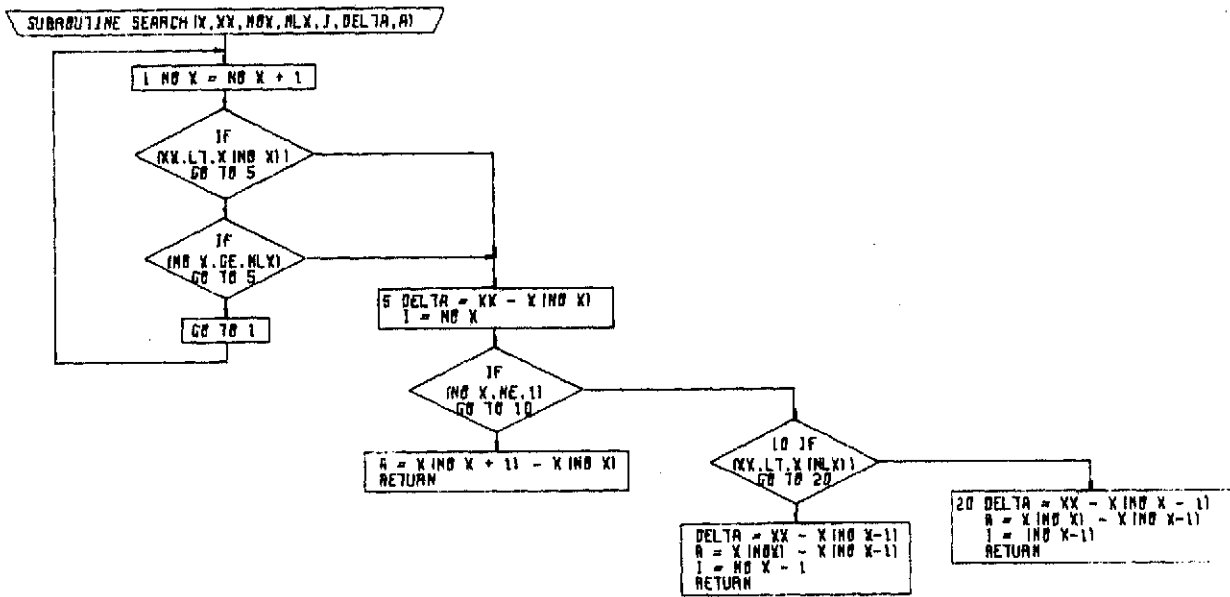 SUBROUTINE SEARCH (X,XX,NOX,NLX,I,DELTA,A)
1 NO X = NO X + 1
IF
(XX.LT.X (NO X))
GO TO 5
IF
(NO X.GE.NLX)
GO TO 5
GO TO 1
5 DELTA = XX - X (NO X)
I = NO X
IF
(NO X.NE.1)
GO TO 10
A = X (NO X + 1) - X (NO X)
RETURN
10 IF
(XX.LT.X (NLX))
GO TO 20
DELTA = XX - X (NO X-1)
A = X (NOX) - X (NO X-1)
I = NO X - 1
RETURN
20 DELTA = XX - X (NO X - 1)
A = X (NO X) - X (NO X-1)
I = (NO X-1)
RETURN